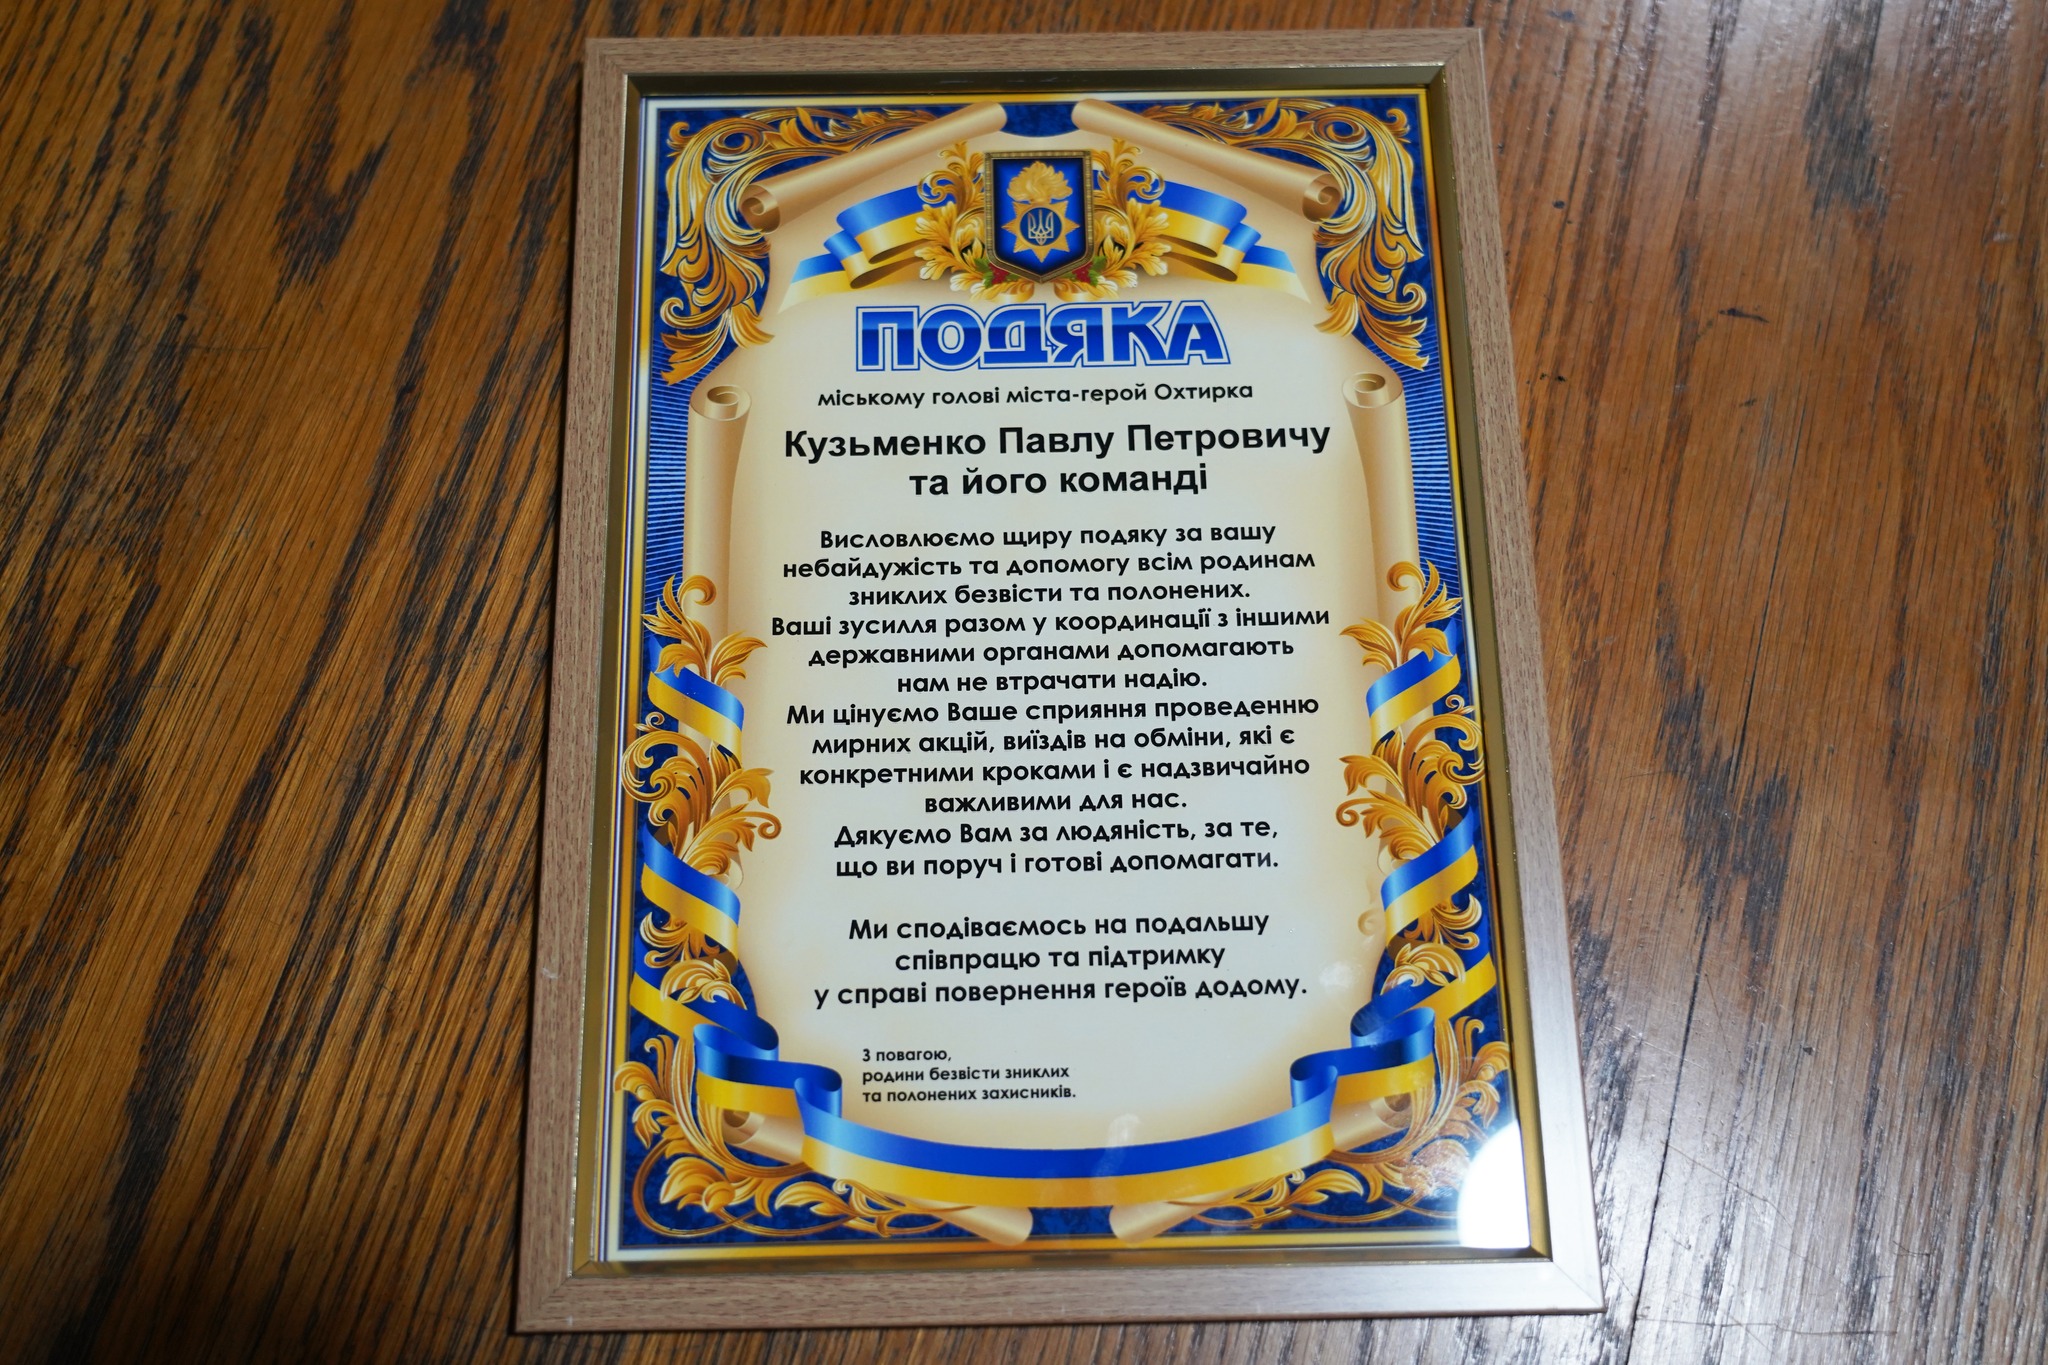 ПОДЯКА
міському голові міста-герой Охтирка
Кузьменко Павлу Петровичу
та його команді
Висловлюємо щиру подяку за вашу
небайдужість та допомогу всім родинам
зниклих безвісти та полонених.
Ваші зусилля разом у координації з іншими
державними органами допомагають
нам не втрачати надію.
Ми цінуємо Ваше сприяння проведенню
мирних акцій, виїздів на обміни, які є
конкретними кроками і є надзвичайно
важливими для нас.
Дякуємо Вам за людяність, за те,
що ви поруч і готові допомагати.
Ми сподіваємось на подальшу
співпрацю та підтримку
у справі повернення героїв додому.
З повагою,
родини безвісти зниклих
та полонених захисників.